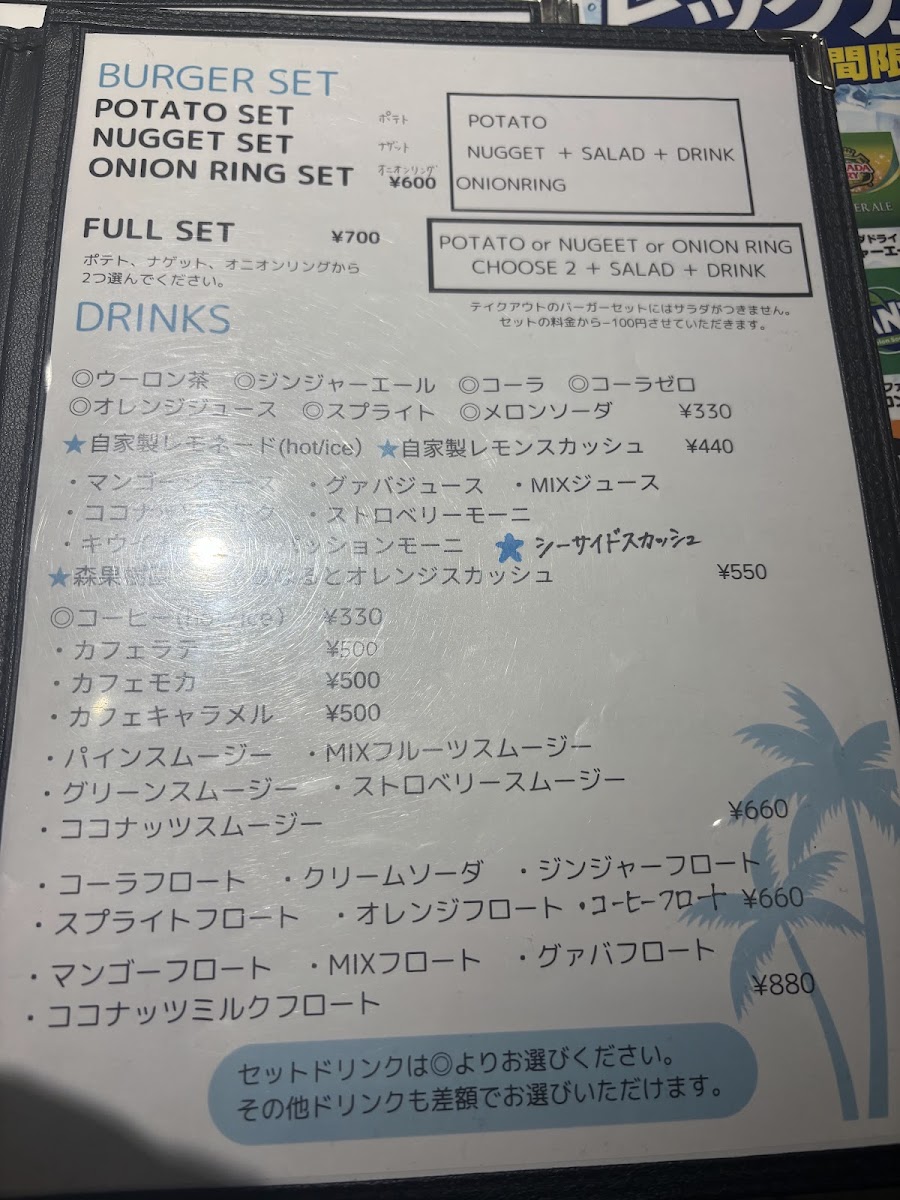 BURGER SET
POTATO SET ポテト
NUGGET SET ナゲット
ONION RING SET オニオンリング ¥600
POTATO
NUGGET + SALAD + DRINK
ONIONRING
FULL SET ¥700
ポテト、ナゲット、オニオンリングから
2つ選んでください。
POTATO or NUGEET or ONION RING
CHOOSE 2 + SALAD + DRINK
テイクアウトのバーガーセットにはサラダがつきません。
セットの料金から-100円させていただきます。
DRINKS
◎ウーロン茶 ◎ジンジャーエール ◎コーラ ◎コーラゼロ
◎オレンジジュース ◎スプライト ◎メロンソーダ ¥330
★自家製レモネード(hot/ice) ★自家製レモンスカッシュ ¥440
・マンゴージュース ・グァバジュース ・MIXジュース
・ココナッツミルク ・ストロベリーモーニ
・キウイ ッションモーニ ★シーサイドスカッシュ
★森果樹園 なるとオレンジスカッシュ ¥550
◎コーヒー(hot/ice) ¥330
・カフェラテ ¥500
・カフェモカ ¥500
・カフェキャラメル ¥500
・パインスムージー ・MIXフルーツスムージー
・グリーンスムージー ・ストロベリースムージー
・ココナッツスムージー ¥660
・コーラフロート ・クリームソーダ ・ジンジャーフロート
・スプライトフロート ・オレンジフロート ・コーヒーフロート ¥660
・マンゴーフロート ・MIXフロート ・グァバフロート
・ココナッツミルクフロート ¥880
セットドリンクは◎よりお選びください。
その他ドリンクも差額でお選びいただけます。
間限
ER ALE